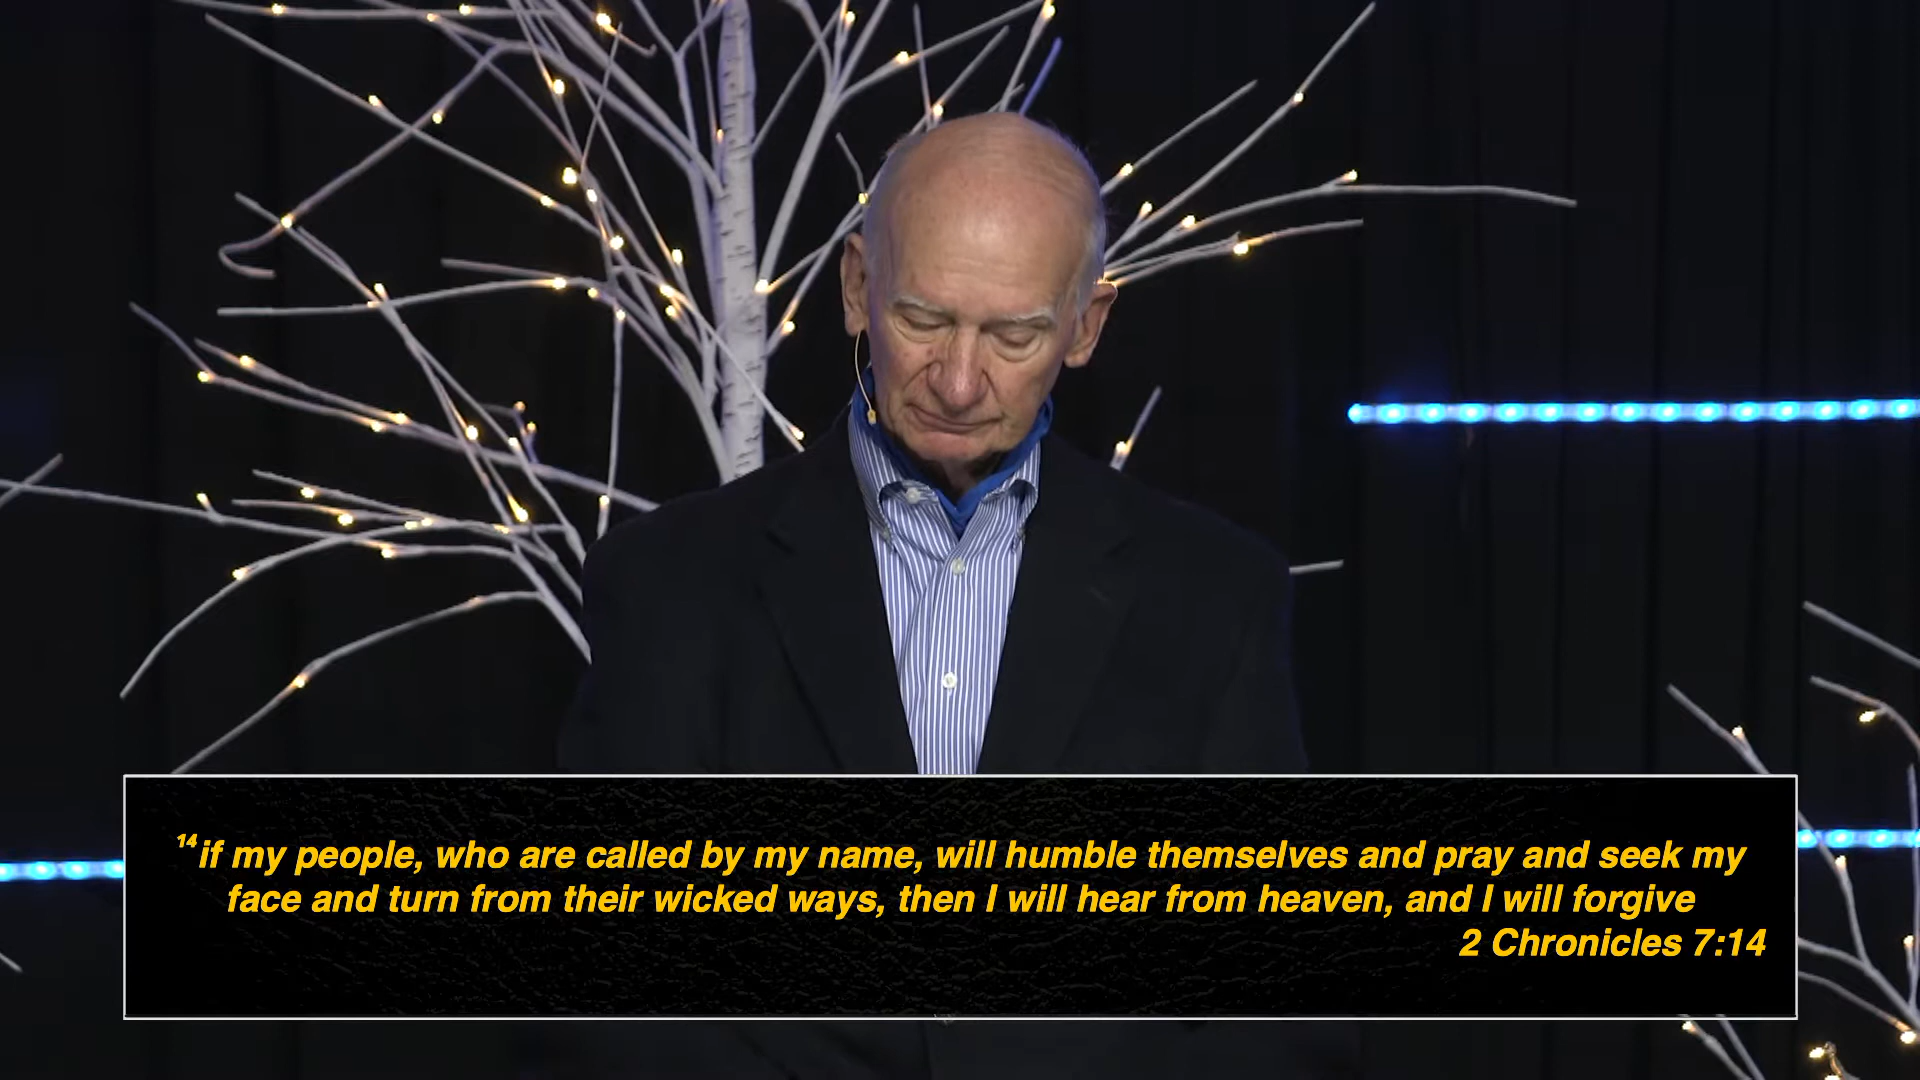 ¹⁴if my people, who are called by my name, will humble themselves and pray and seek my
face and turn from their wicked ways, then I will hear from heaven, and I will forgive
2 Chronicles 7:14